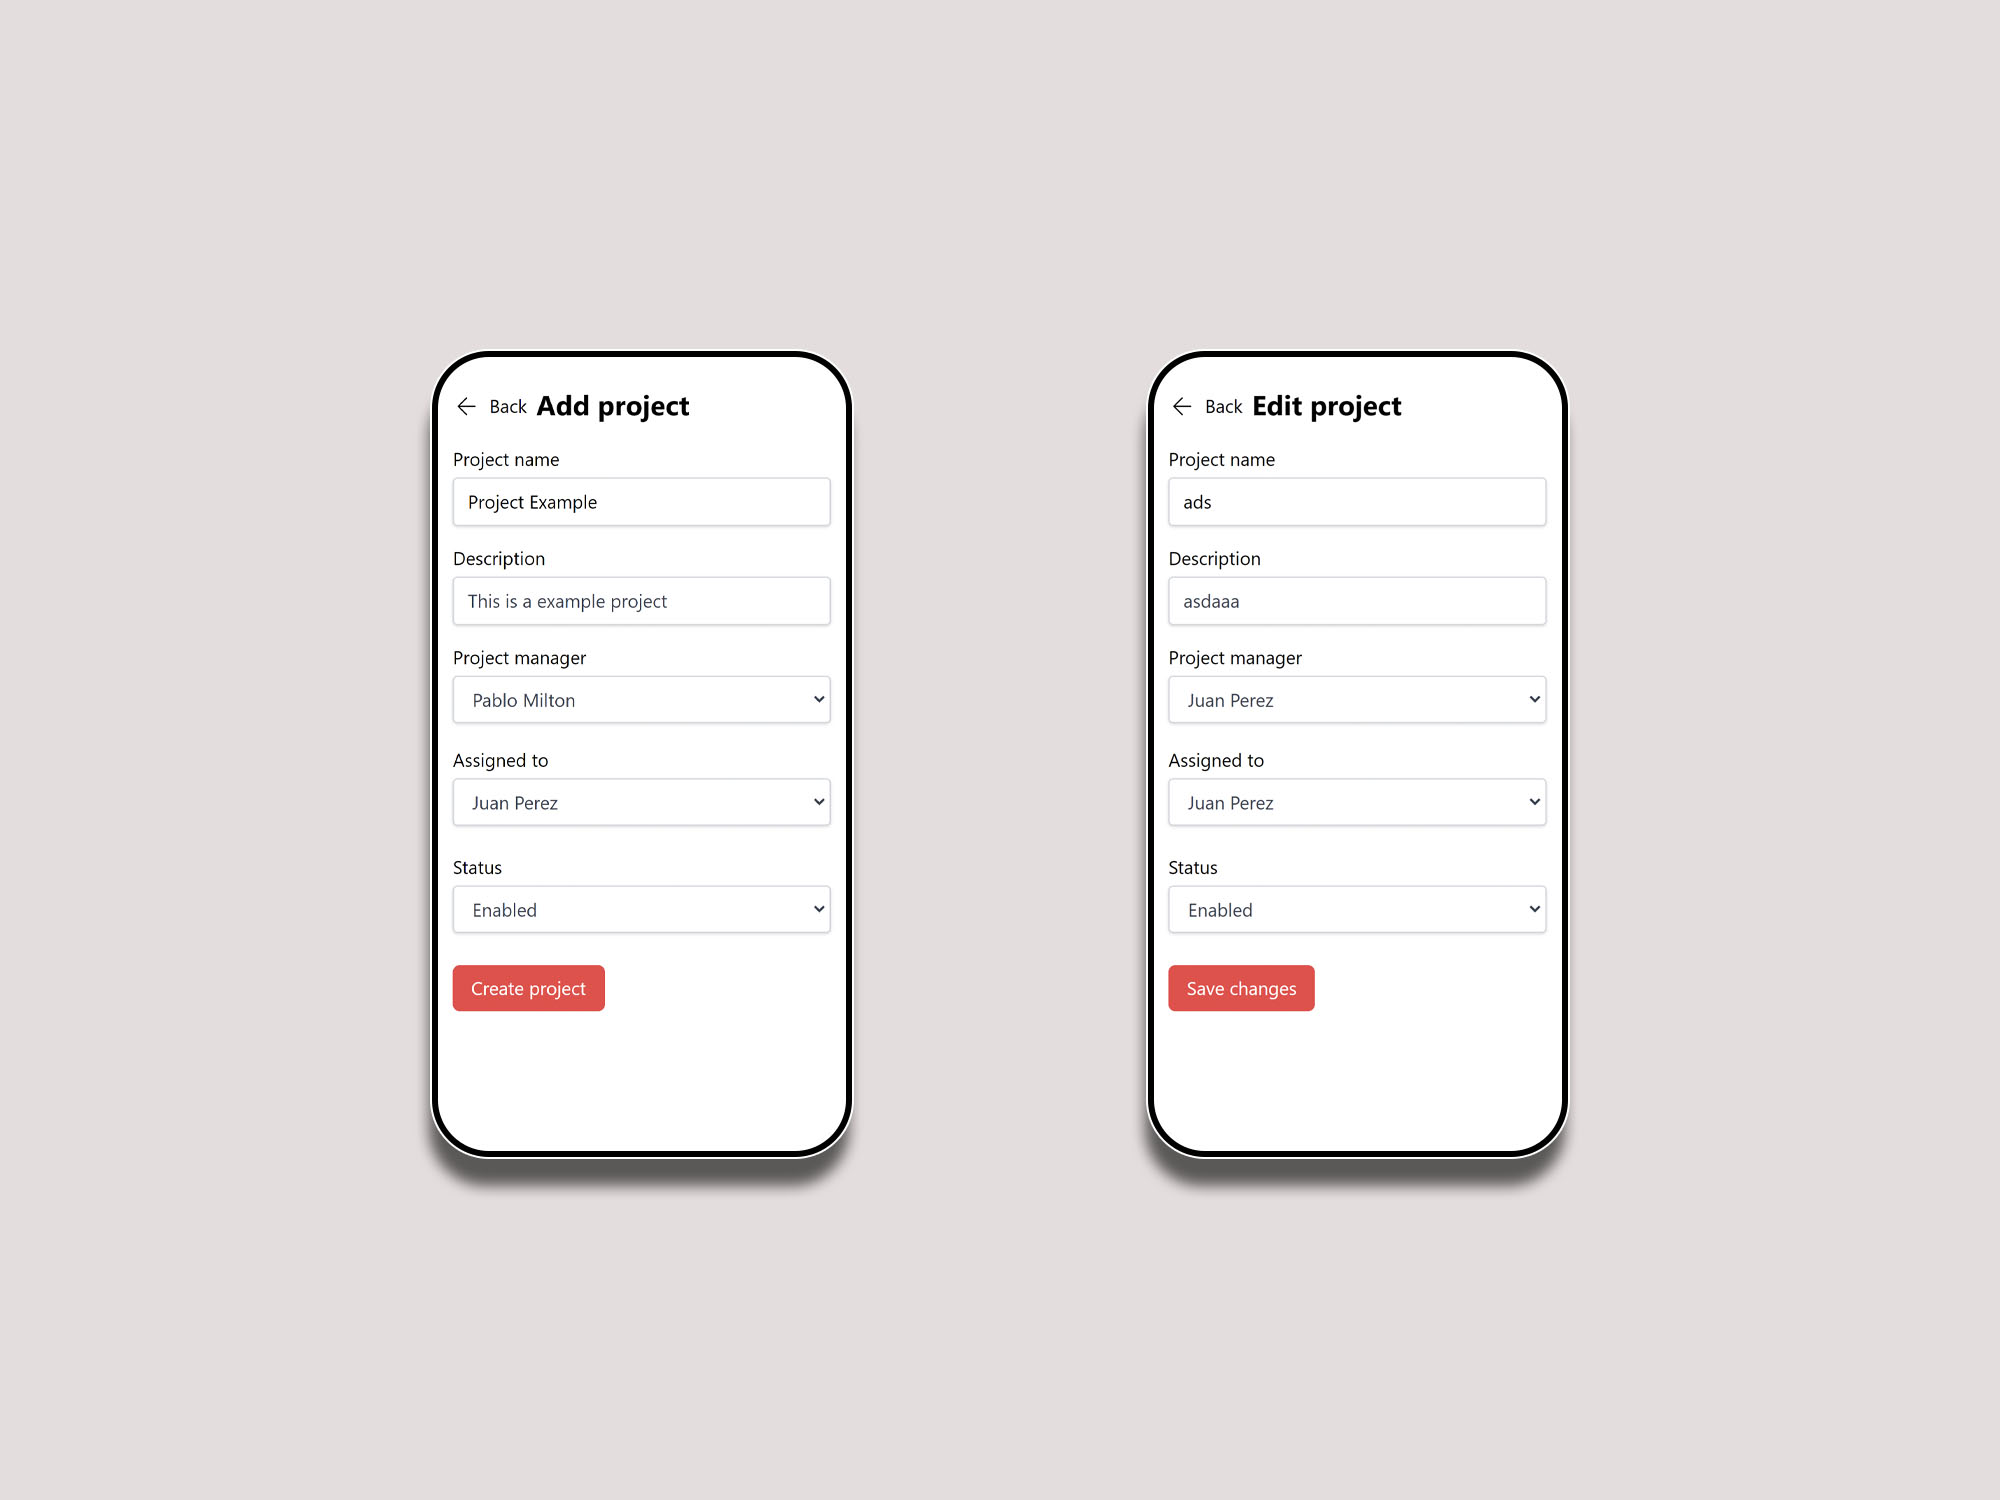 Back Add project
Project name
Project Example
Description
This is a example project
Project manager
Pablo Milton
Assigned to
Juan Perez
Status
Enabled
Create project
Back Edit project
Project name
ads
Description
asdaaa
Project manager
Juan Perez
Assigned to
Juan Perez
Status
Enabled
Save changes